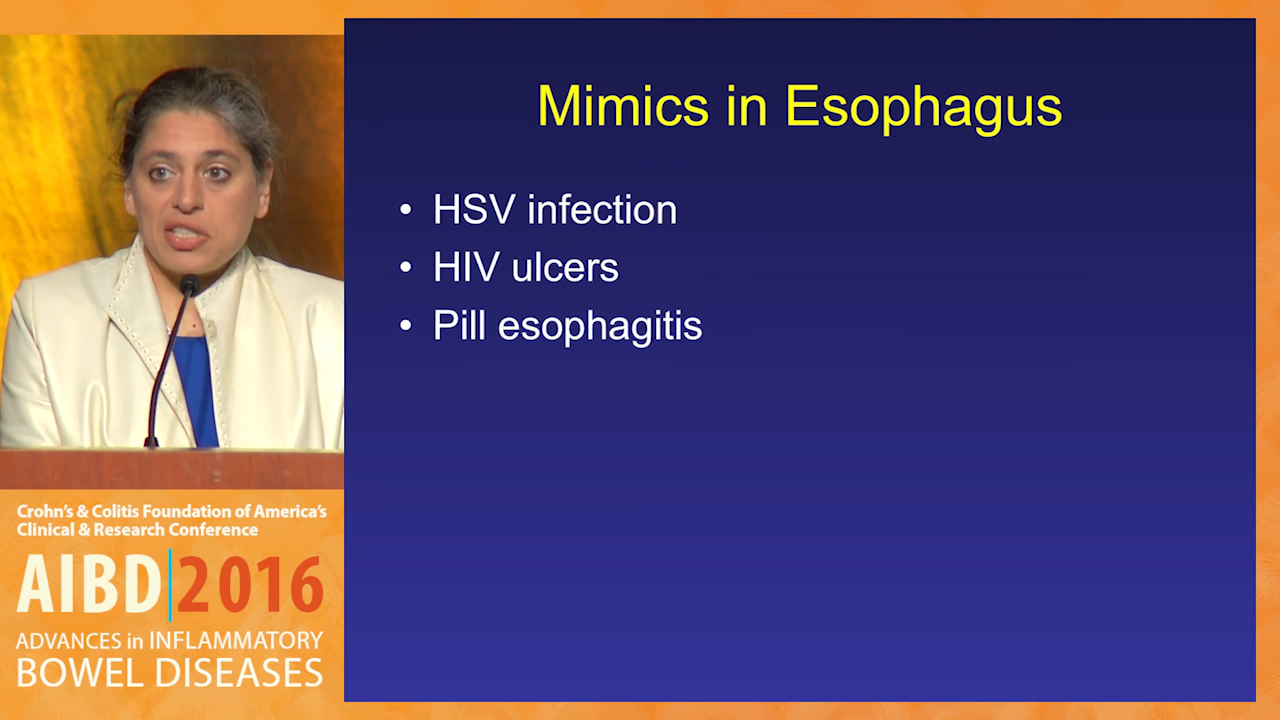 Mimics in Esophagus
• HSV infection
• HIV ulcers
• Pill esophagitis
Crohn's & Colitis Foundation of America's
Clinical & Research Conference
AIBD|2016
ADVANCES in INFLAMMATORY
BOWEL DISEASES